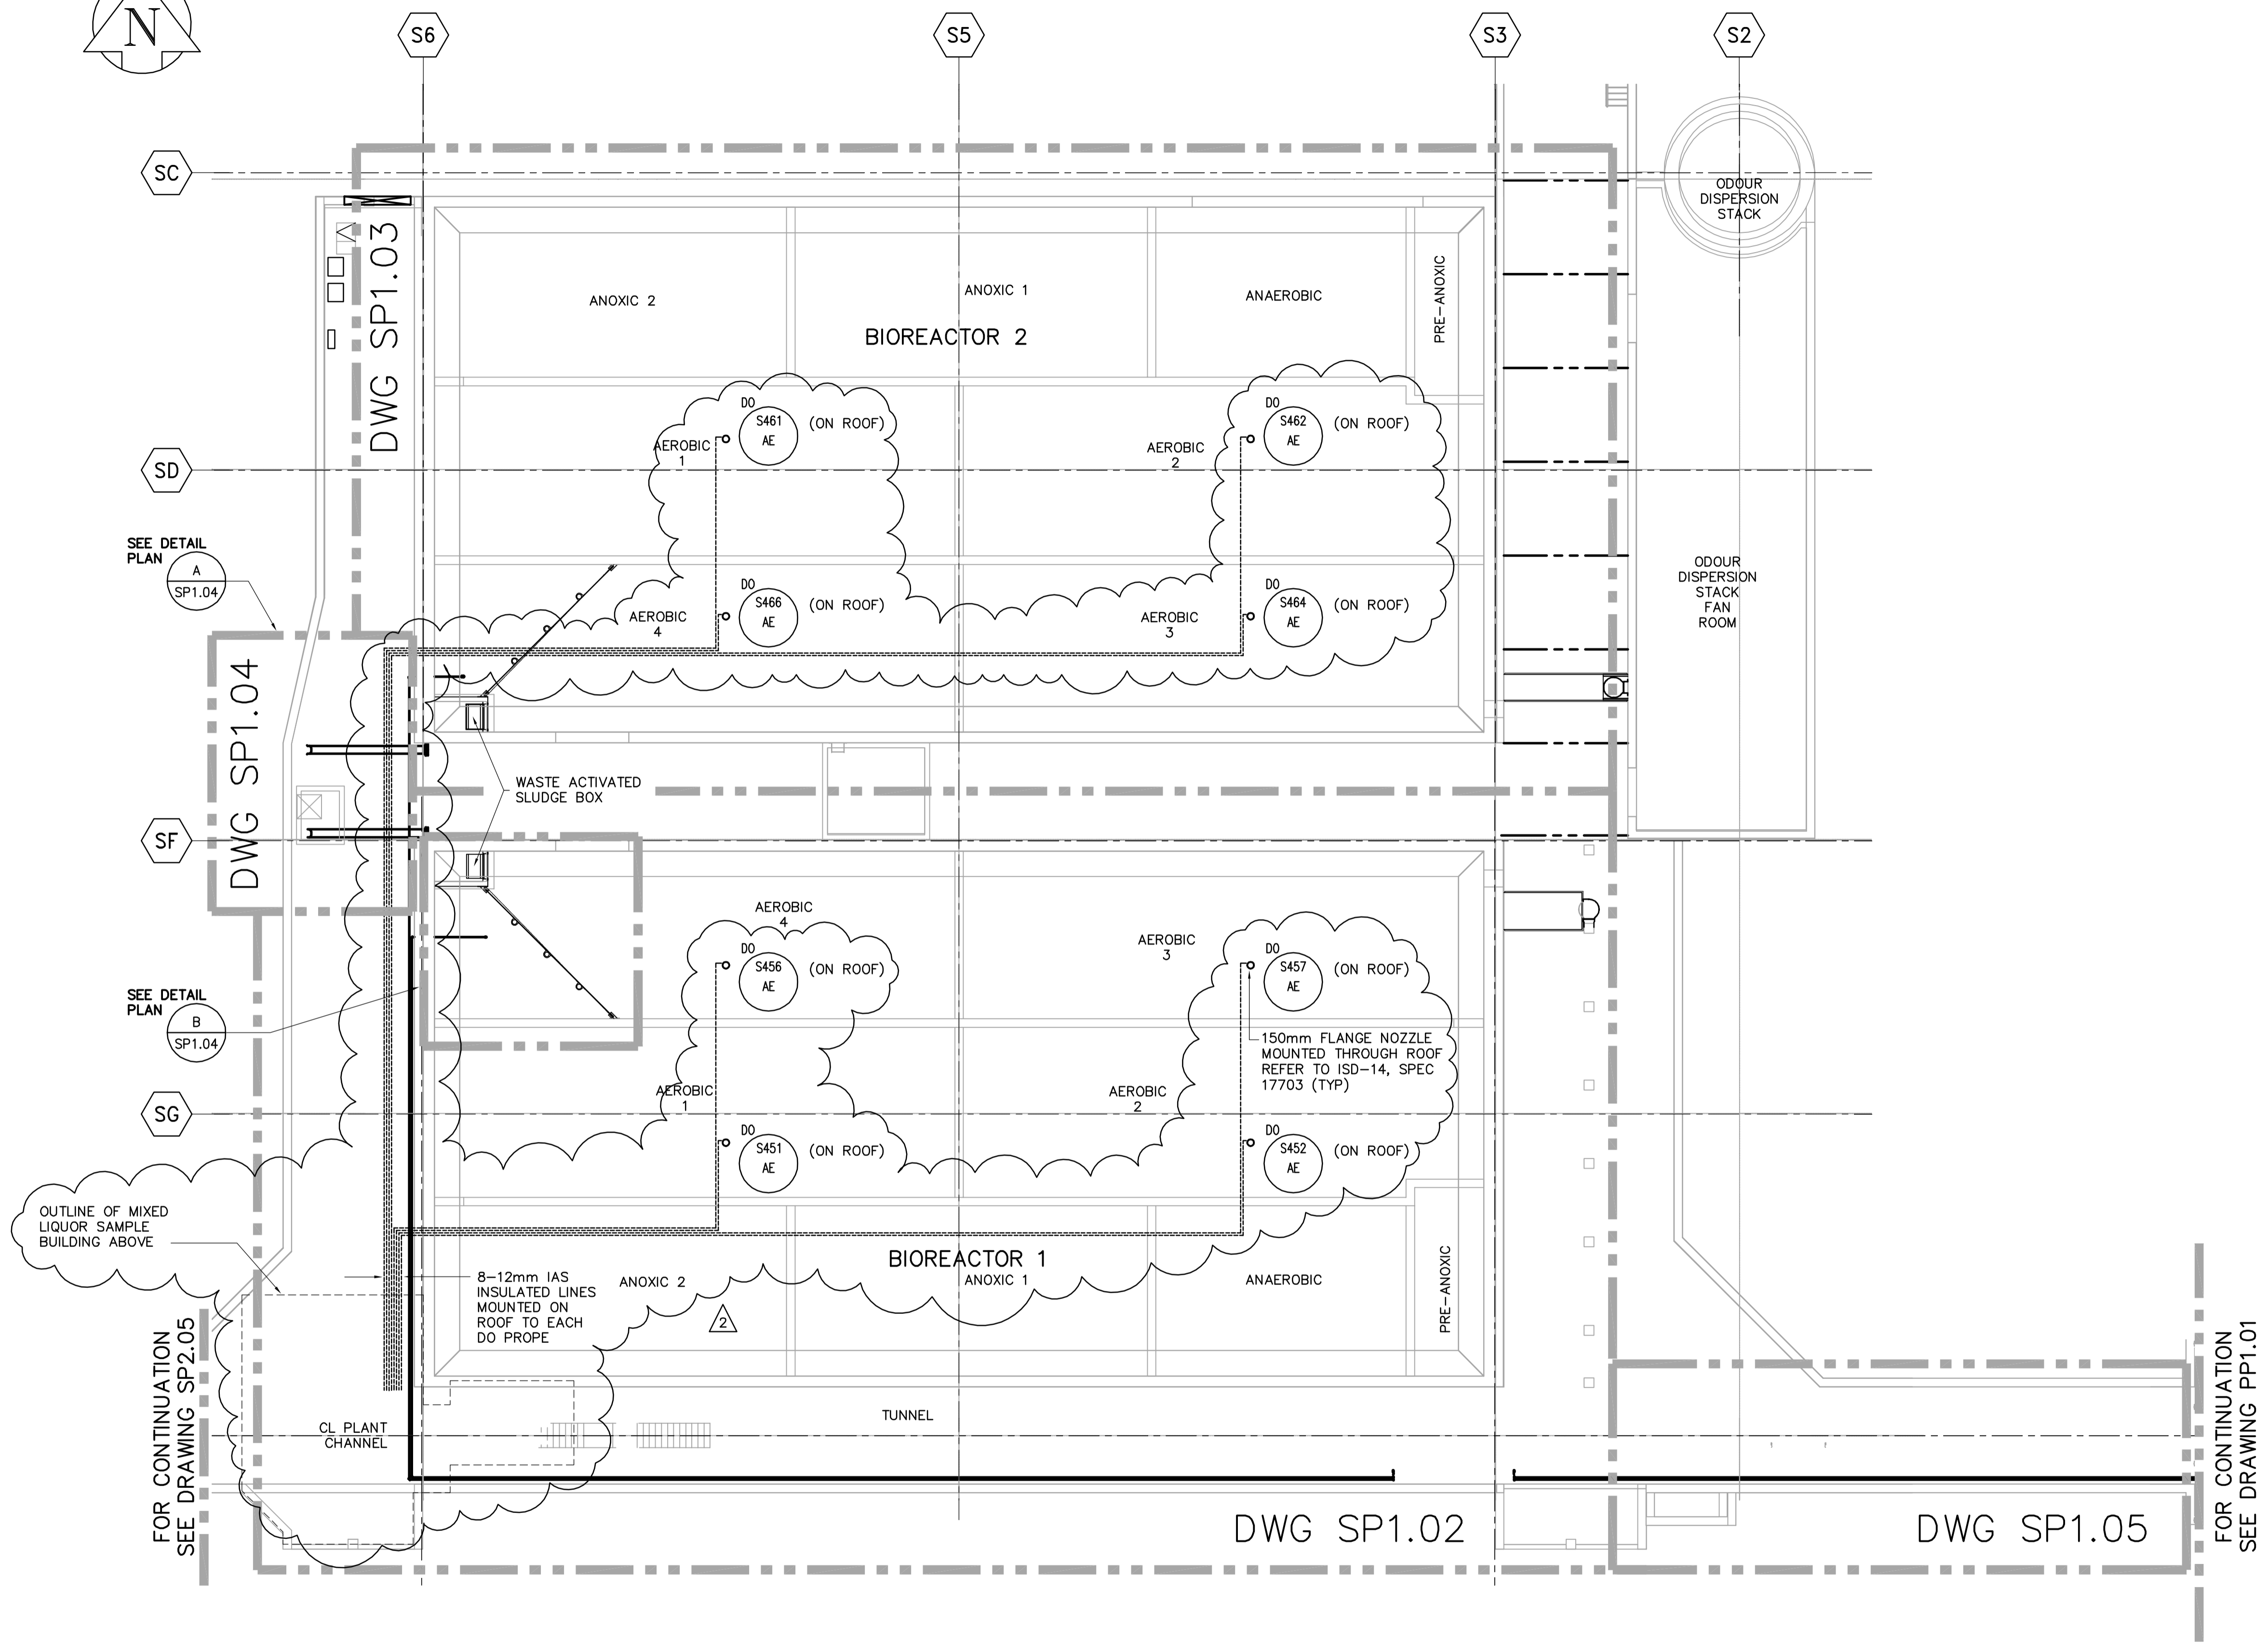 N
S6
S5
S3
S2
SC
ODOUR
DISPERSION
STACK
DWG SP1.03
ANOXIC 2
ANOXIC 1
ANAEROBIC
PRE-ANOXIC
BIOREACTOR 2
DO
S461
AE
(ON ROOF)
DO
S462
AE
(ON ROOF)
AEROBIC
1
AEROBIC
2
SD
SEE DETAIL
PLAN
A
SP1.04
ODOUR
DISPERSION
STACK
FAN
ROOM
AEROBIC
4
DO
S466
AE
(ON ROOF)
AEROBIC
3
DO
S464
AE
(ON ROOF)
DWG SP1.04
WASTE ACTIVATED
SLUDGE BOX
SF
AEROBIC
4
DO
S456
AE
(ON ROOF)
AEROBIC
3
DO
S457
AE
(ON ROOF)
SEE DETAIL
PLAN
B
SP1.04
150mm FLANGE NOZZLE
MOUNTED THROUGH ROOF
REFER TO ISD-14, SPEC
17703 (TYP)
SG
AEROBIC
1
AEROBIC
2
DO
S451
AE
(ON ROOF)
DO
S452
AE
(ON ROOF)
OUTLINE OF MIXED
LIQUOR SAMPLE
BUILDING ABOVE
BIOREACTOR 1
8-12mm IAS
INSULATED LINES
MOUNTED ON
ROOF TO EACH
DO PROPE
ANOXIC 2
ANOXIC 1
ANAEROBIC
PRE-ANOXIC
2
FOR CONTINUATION
SEE DRAWING SP2.05
CL PLANT
CHANNEL
TUNNEL
DWG SP1.02
DWG SP1.05
FOR CONTINUATION
SEE DRAWING PP1.01